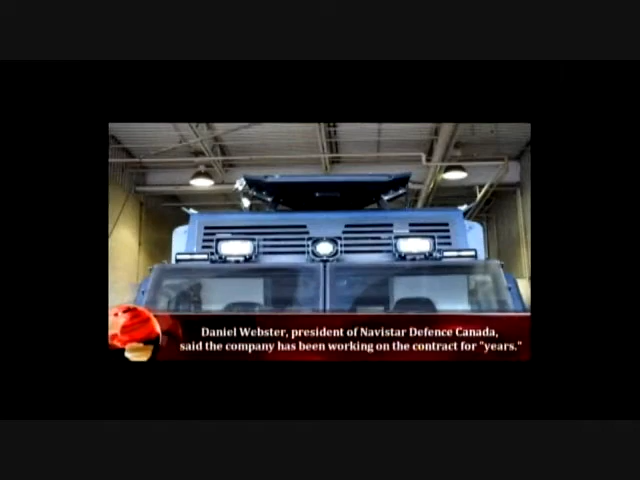 Daniel Webster, president of Navistar Defence Canada,
said the company has been working on the contract for "years."